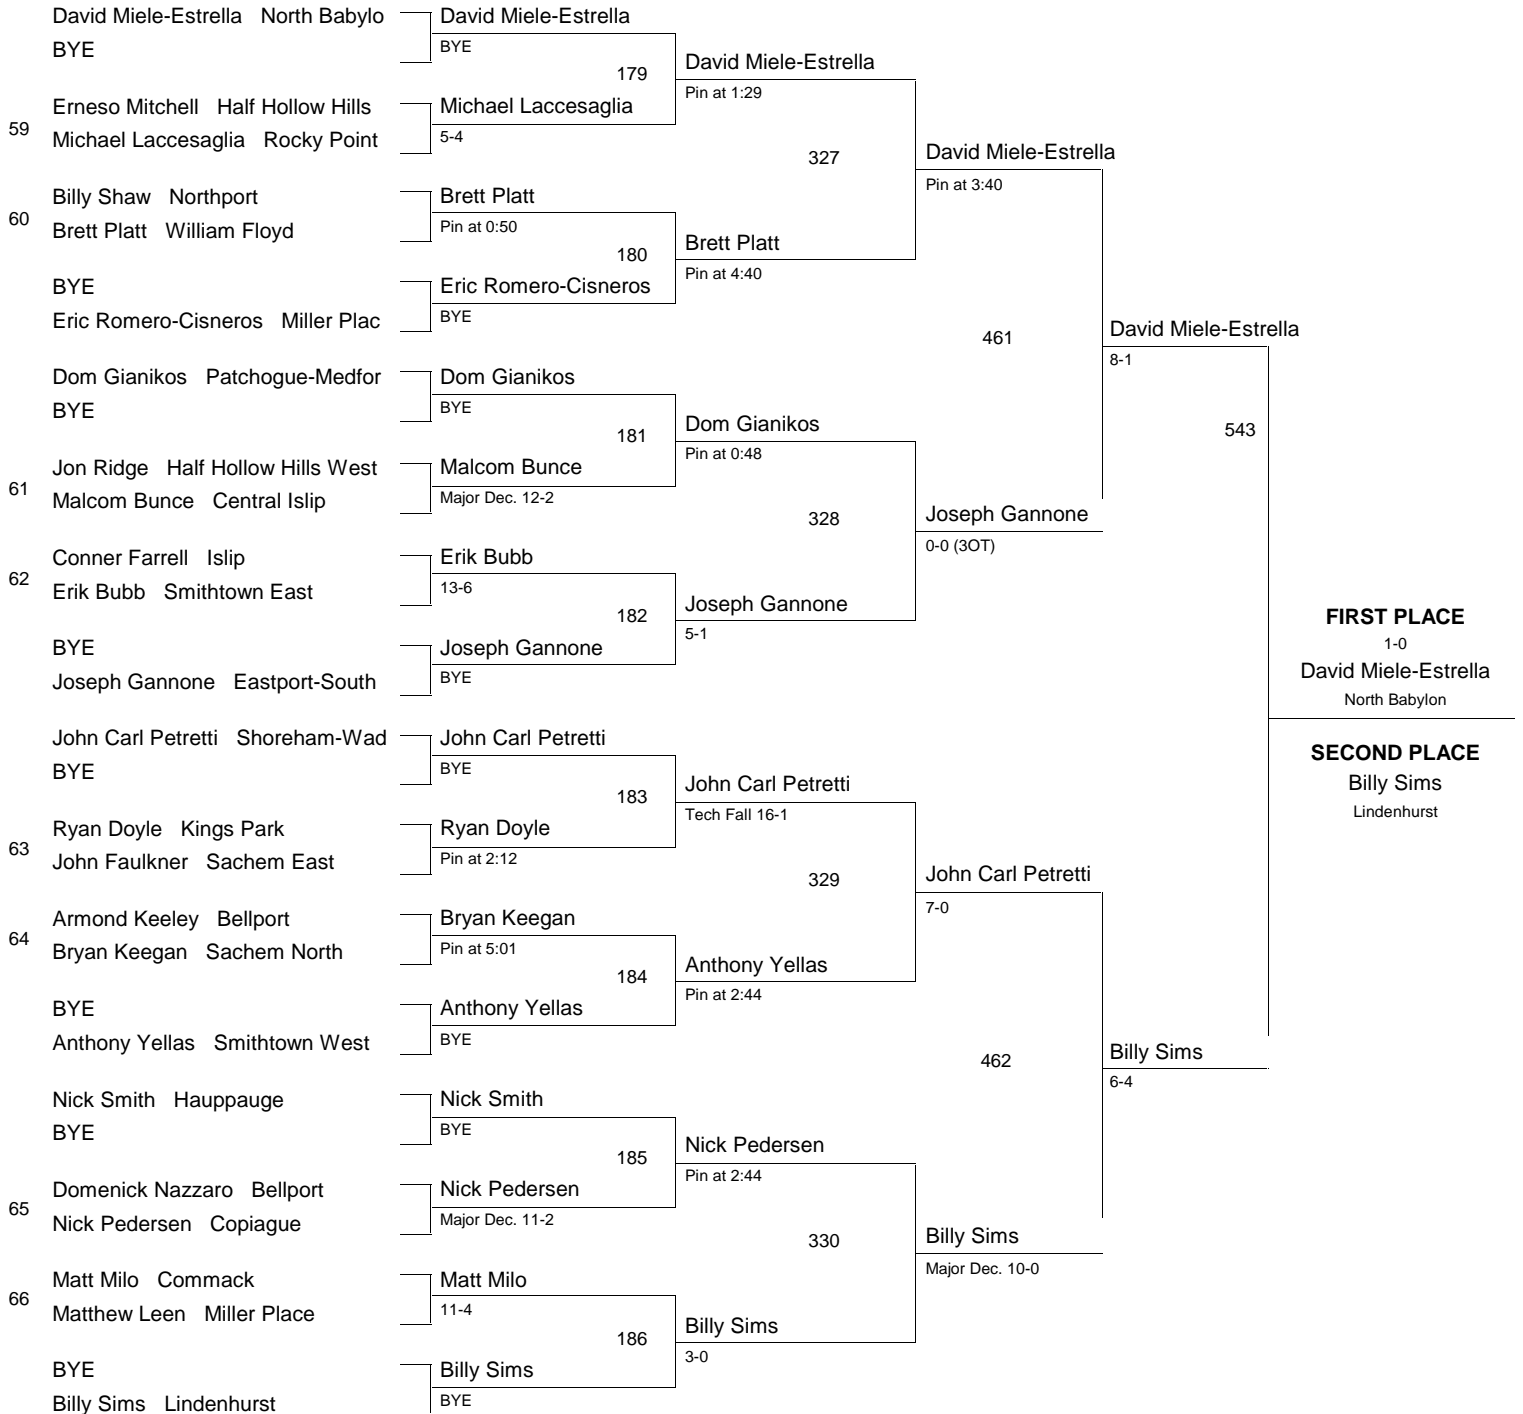 David Miele-Estrella North Babylo
BYE
59
Erneso Mitchell Half Hollow Hills
Michael Laccesaglia Rocky Point
60
Billy Shaw Northport
Brett Platt William Floyd
BYE
Eric Romero-Cisneros Miller Plac
Dom Gianikos Patchogue-Medfor
BYE
61
Jon Ridge Half Hollow Hills West
Malcom Bunce Central Islip
62
Conner Farrell Islip
Erik Bubb Smithtown East
BYE
Joseph Gannone Eastport-South
John Carl Petretti Shoreham-Wad
BYE
63
Ryan Doyle Kings Park
John Faulkner Sachem East
64
Armond Keeley Bellport
Bryan Keegan Sachem North
BYE
Anthony Yellas Smithtown West
Nick Smith Hauppauge
BYE
65
Domenick Nazzaro Bellport
Nick Pedersen Copiague
66
Matt Milo Commack
Matthew Leen Miller Place
BYE
Billy Sims Lindenhurst
David Miele-Estrella
BYE
179
Michael Laccesaglia
5-4
Brett Platt
Pin at 0:50
180
Eric Romero-Cisneros
BYE
Dom Gianikos
BYE
181
Malcom Bunce
Major Dec. 12-2
Erik Bubb
13-6
182
Joseph Gannone
BYE
John Carl Petretti
BYE
183
Ryan Doyle
Pin at 2:12
Bryan Keegan
Pin at 5:01
184
Anthony Yellas
BYE
Nick Smith
BYE
185
Nick Pedersen
Major Dec. 11-2
Matt Milo
11-4
186
Billy Sims
BYE
David Miele-Estrella
Pin at 1:29
327
Brett Platt
Pin at 4:40
Dom Gianikos
Pin at 0:48
328
Joseph Gannone
5-1
John Carl Petretti
Tech Fall 16-1
329
Anthony Yellas
Pin at 2:44
Nick Pedersen
Pin at 2:44
330
Billy Sims
3-0
David Miele-Estrella
Pin at 3:40
461
Joseph Gannone
0-0 (3OT)
John Carl Petretti
7-0
462
Billy Sims
Major Dec. 10-0
David Miele-Estrella
8-1
543
Billy Sims
6-4
FIRST PLACE
1-0
David Miele-Estrella
North Babylon
SECOND PLACE
Billy Sims
Lindenhurst